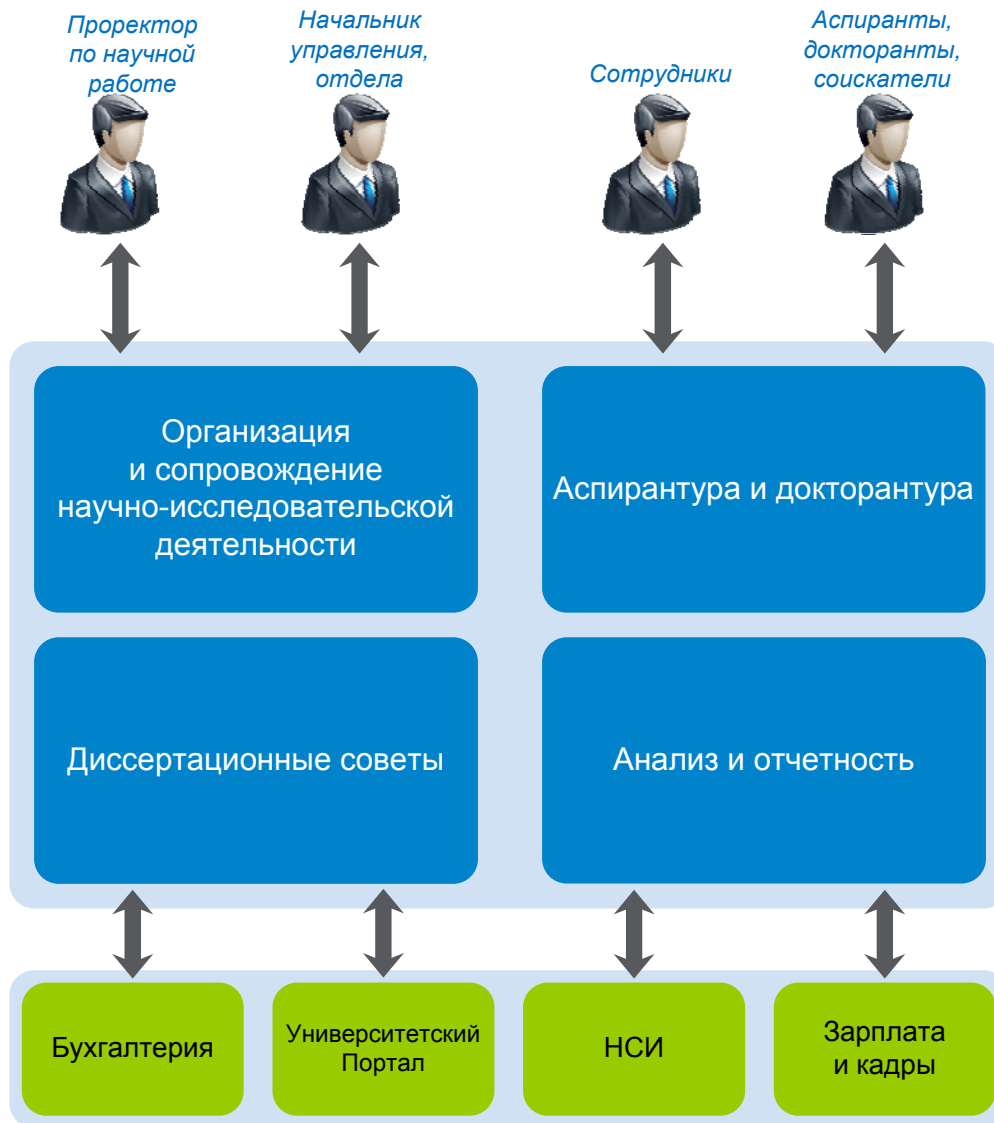 Проректор
по научной
работе
Начальник
управления,
отдела
Сотрудники
Аспиранты,
докторанты,
соискатели
Организация
и сопровождение
научно-исследовательской
деятельности
Аспирантура и докторантура
Диссертационные советы
Анализ и отчетность
Бухгалтерия
Университетский
Портал
НСИ
Зарплата
и кадры